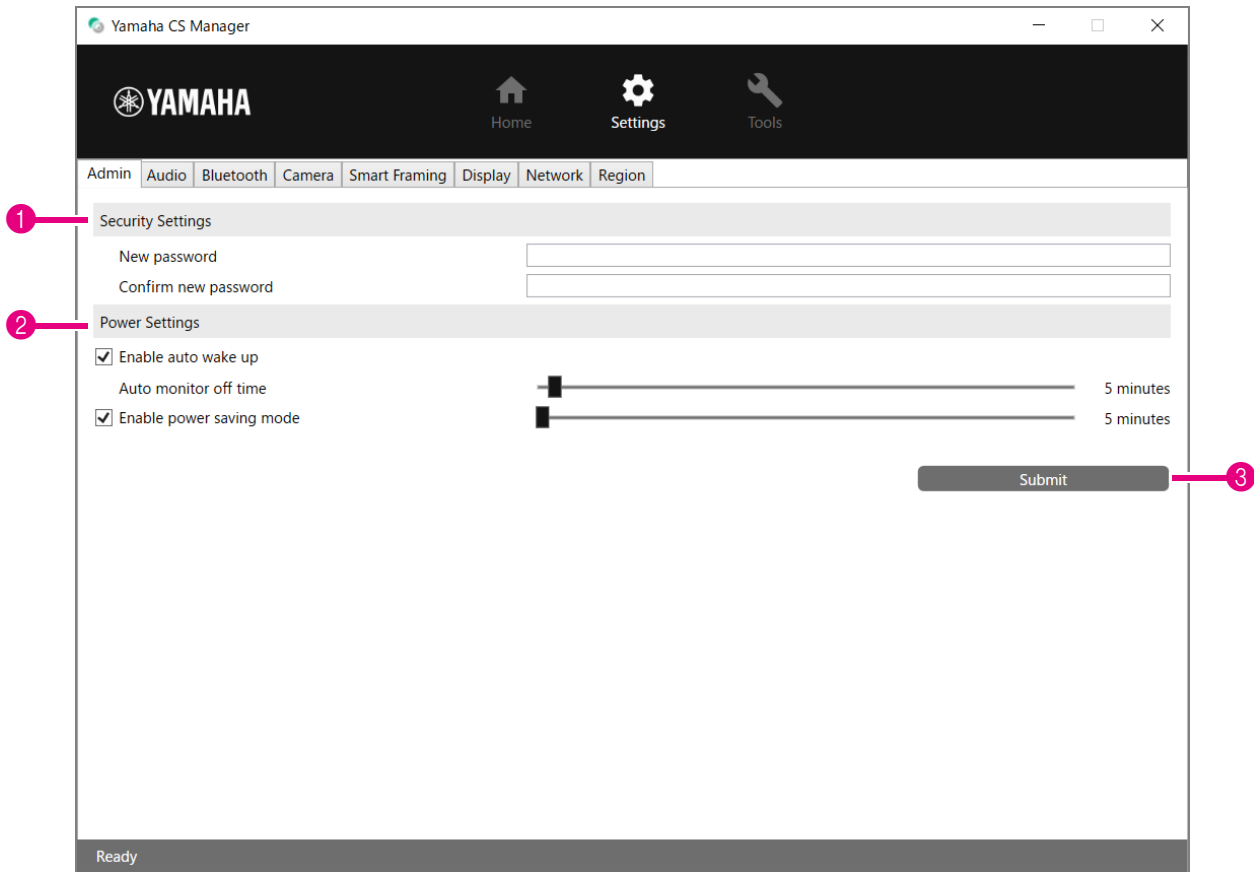 Yamaha CS Manager
YAMAHA
Home Settings Tools
Admin Audio Bluetooth Camera Smart Framing Display Network Region
1 Security Settings
New password
Confirm new password
2 Power Settings
Enable auto wake up
Auto monitor off time 5 minutes
Enable power saving mode 5 minutes
Submit 3
Ready